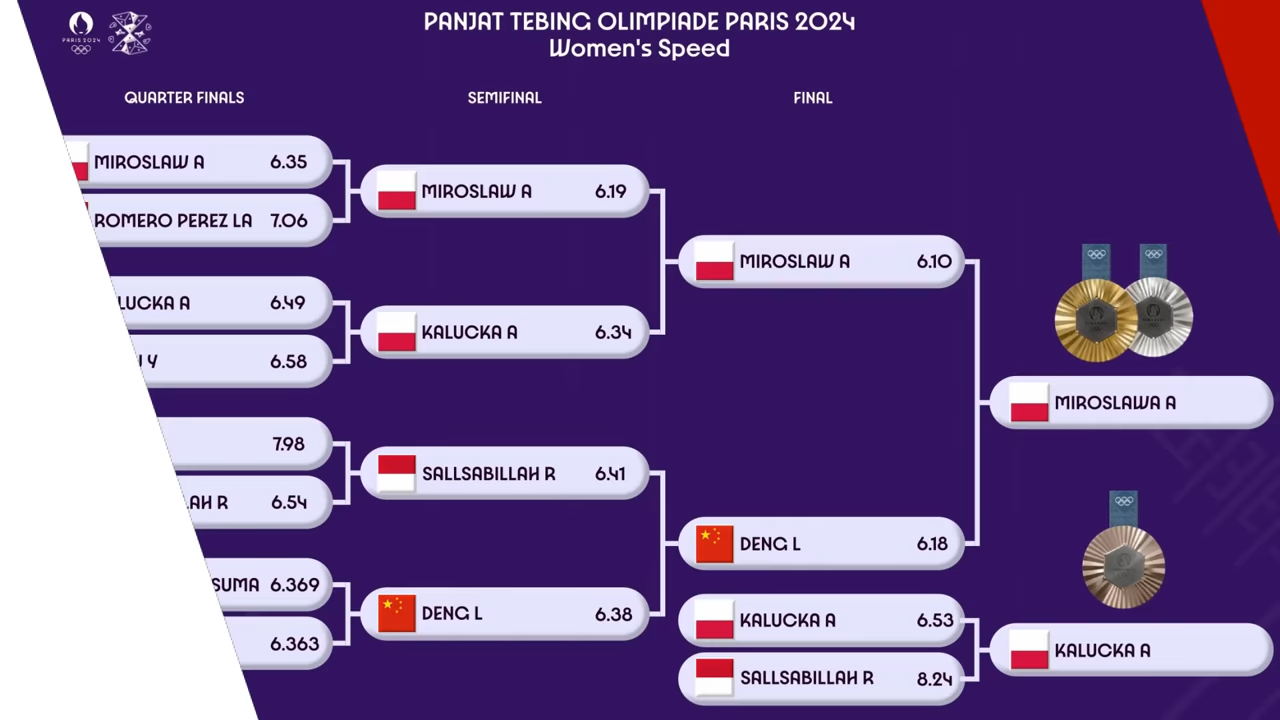 PARIS 2024
PANJAT TEBING OLIMPIADE PARIS 2024
Women's Speed
QUARTER FINALS
SEMIFINAL
FINAL
MIROSLAW A 6.35
ROMERO PEREZ LA 7.06
LUCKA A 6.49
Y 6.58
7.98
AH R 6.54
SUMA 6.369
6.363
MIROSLAW A 6.19
KALUCKA A 6.34
SALLSABILLAH R 6.41
DENG L 6.38
MIROSLAW A 6.10
DENG L 6.18
KALUCKA A 6.53
SALLSABILLAH R 8.24
MIROSLAWA A
KALUCKA A